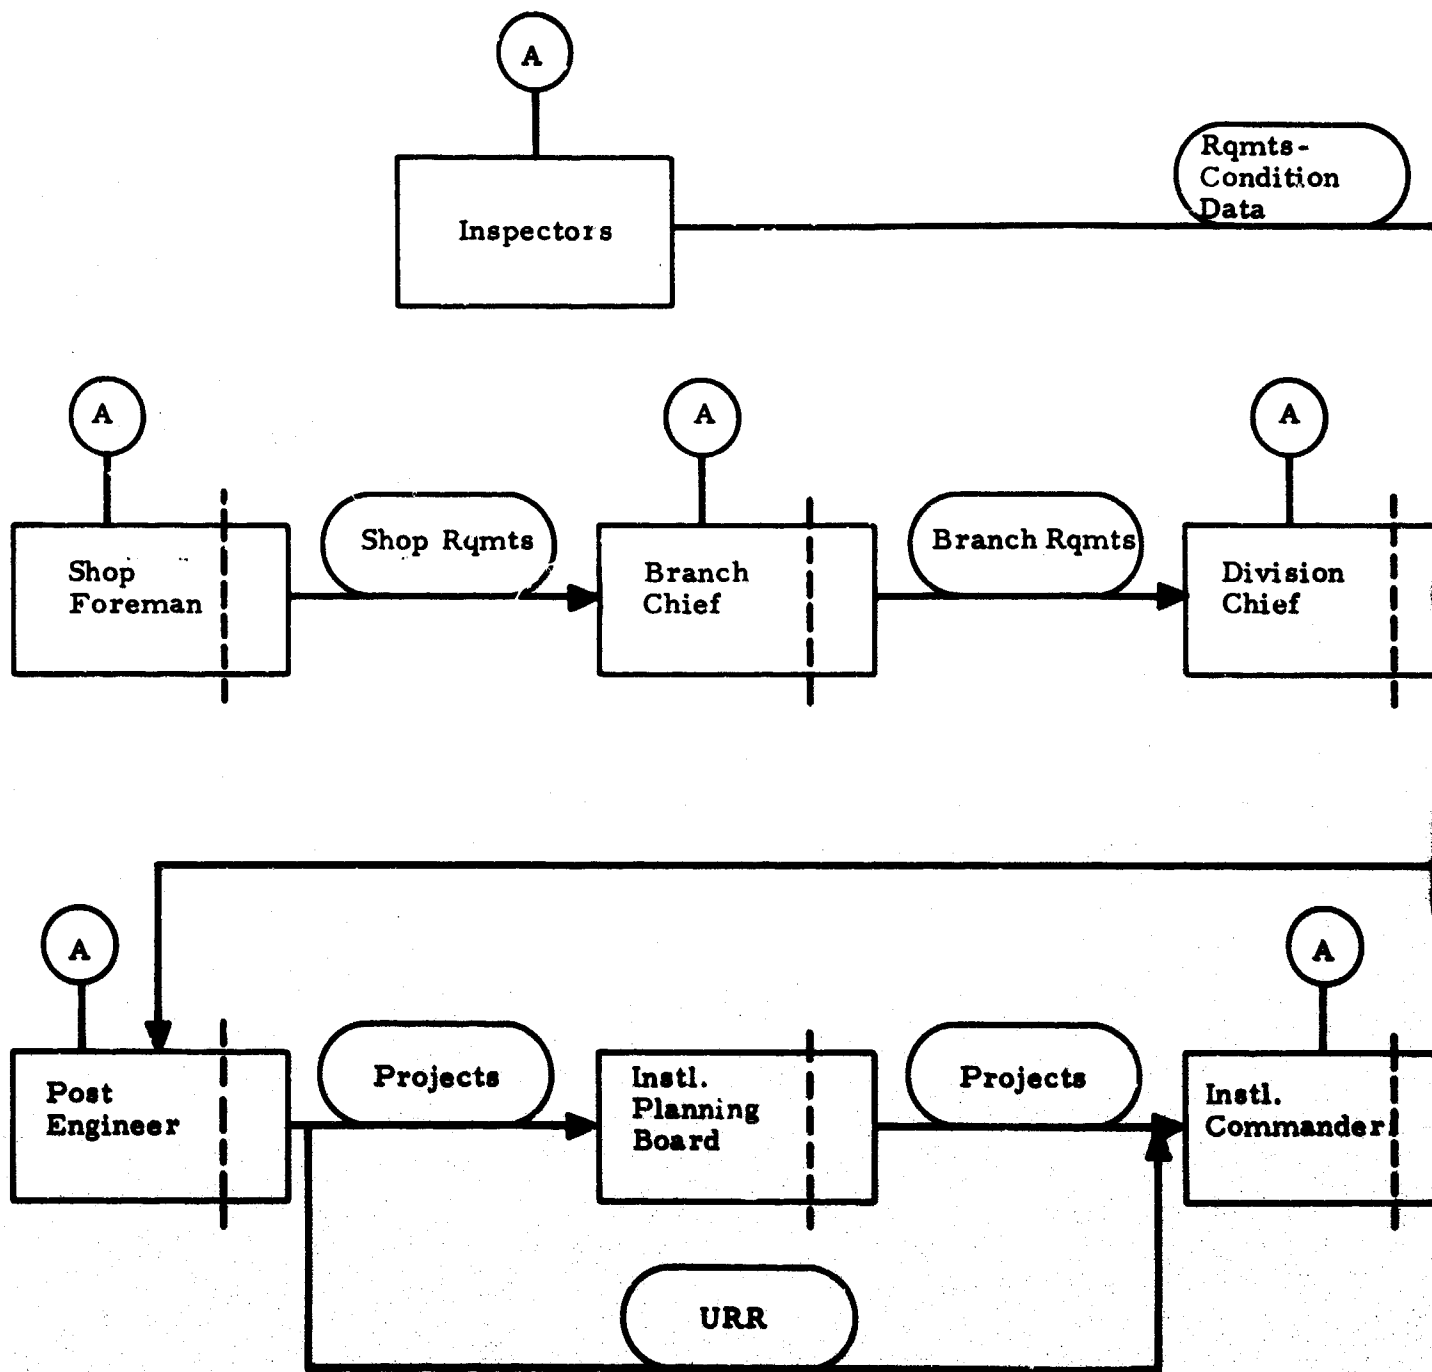 A
Rqmts-
Condition
Data
Inspectors
A
A
A
Shop Rqmts
Branch Rqmts
Shop
Foreman
Branch
Chief
Division
Chief
A
A
Post
Engineer
Projects
Instl.
Planning
Board
Projects
Instl.
Commander
URR